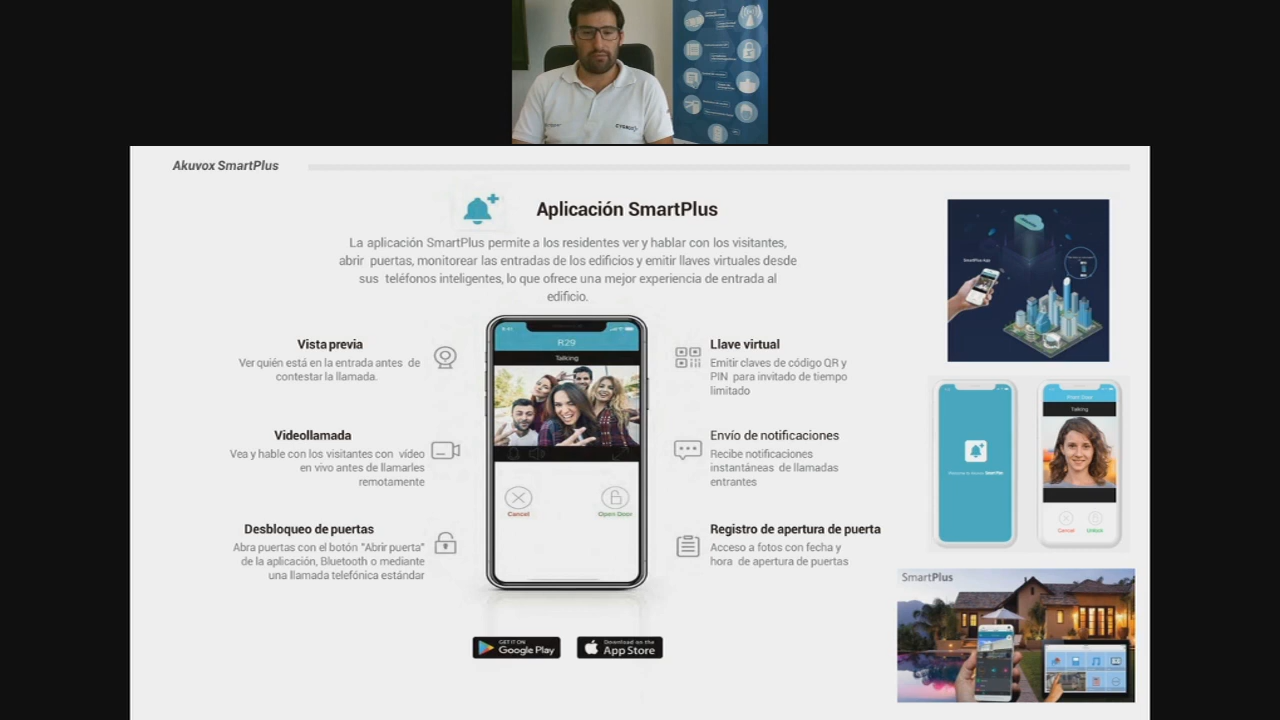 CYGNUS
Akuvox SmartPlus
Aplicación SmartPlus
La aplicación SmartPlus permite a los residentes ver y hablar con los visitantes,
abrir puertas, monitorear las entradas de los edificios y emitir llaves virtuales desde
sus teléfonos inteligentes, lo que ofrece una mejor experiencia de entrada al
edificio.
Vista previa
Ver quién está en la entrada antes de
contestar la llamada.
Videollamada
Vea y hable con los visitantes con vídeo
en vivo antes de llamarles
remotamente
Desbloqueo de puertas
Abra puertas con el botón "Abrir puerta"
de la aplicación, Bluetooth o mediante
una llamada telefónica estándar
R29
Talking
Cancel
Open Door
Llave virtual
Emitir claves de código QR y
PIN para invitado de tiempo
limitado
Envío de notificaciones
Recibe notificaciones
instantáneas de llamadas
entrantes
Registro de apertura de puerta
Acceso a fotos con fecha y
hora de apertura de puertas
GET IT ON
Google Play
Download on the
App Store
SmartPlus App
Talking
Cancel
Unlock
SmartPlus